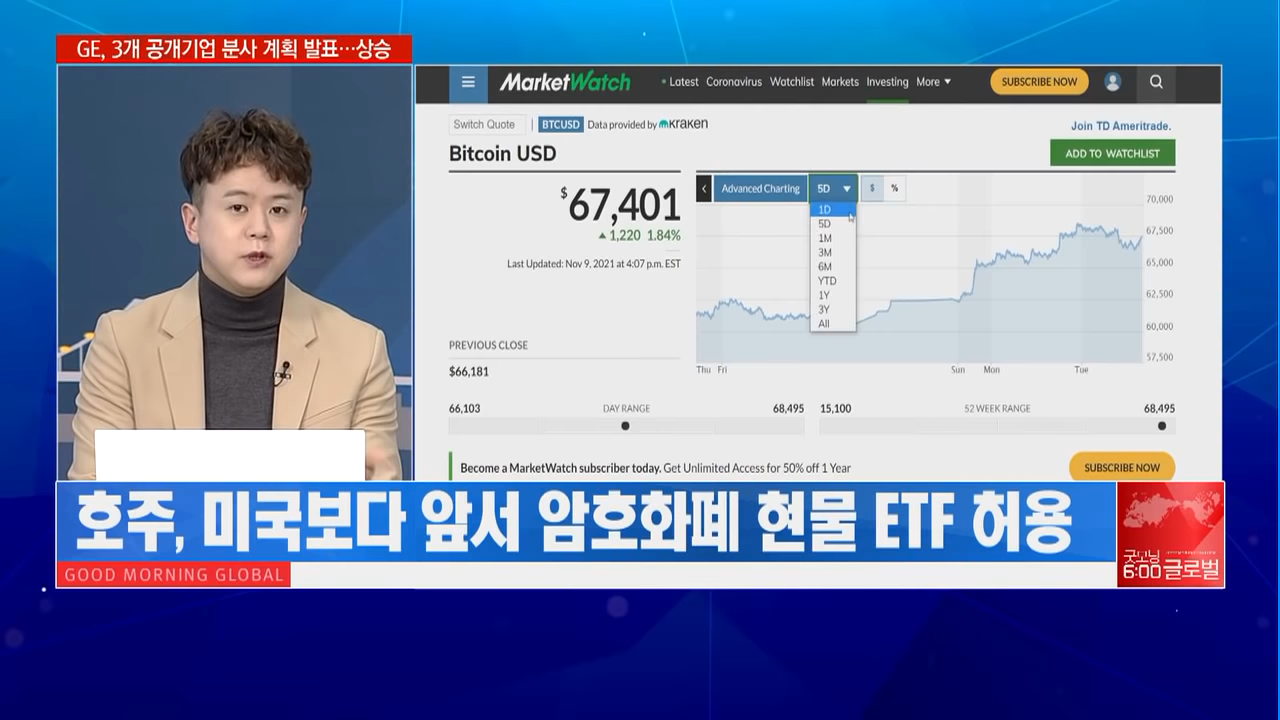 GE, 3개 공개기업 분사 계획 발표…상승
MarketWatch
Latest Coronavirus Watchlist Markets Investing More
SUBSCRIBE NOW
Switch Quote | BTCUSD Data provided by kraken
Join TD Ameritrade.
Bitcoin USD
ADD TO WATCHLIST
$67,401
1,220 1.84%
Last Updated: Nov 9, 2021 at 4:07 p.m. EST
PREVIOUS CLOSE
$66,181
Advanced Charting 5D $ %
1D
5D
1M
3M
6M
YTD
1Y
3Y
All
70,000
67,500
65,000
62,500
60,000
57,500
Thu Fri Sun Mon Tue
66,103 DAY RANGE 68,495
15,100 52 WEEK RANGE 68,495
Become a MarketWatch subscriber today. Get Unlimited Access for 50% off 1 Year
SUBSCRIBE NOW
호주, 미국보다 앞서 암호화폐 현물 ETF 허용
GOOD MORNING GLOBAL
굿모닝
6:00 글로벌